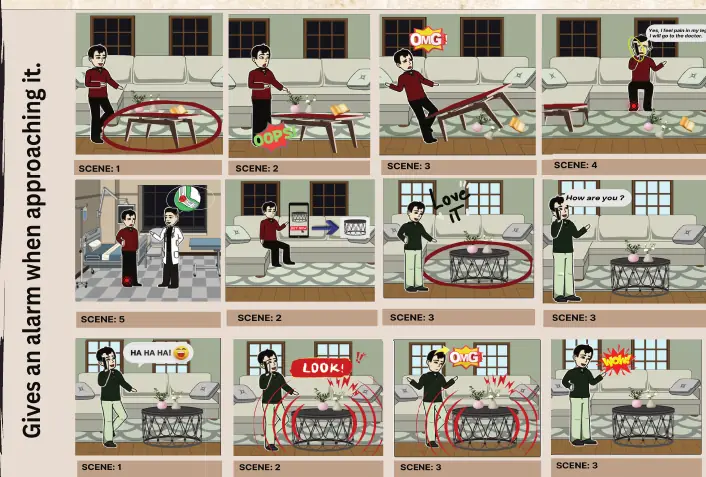 Gives an alarm when approaching it.
OMG!
Yes, I feel pain in my leg
I will go to the doctor.
OOPS!
SCENE: 1
SCENE: 2
SCENE: 3
SCENE: 4
Love
IT
How are you ?
SCENE: 5
SCENE: 2
SCENE: 3
SCENE: 3
HA HA HA!
LOOK!
!!
OMG
WOW!
SCENE: 1
SCENE: 2
SCENE: 3
SCENE: 3